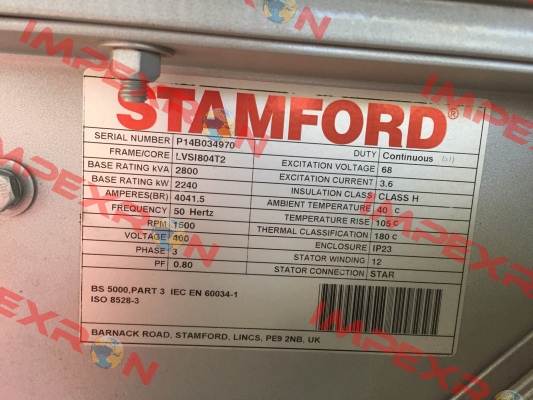 STAMFORD®
SERIAL NUMBER P14B034970 DUTY Continuous (S1)
FRAME/CORE LVSI804T2 EXCITATION VOLTAGE 68
BASE RATING kVA 2800 EXCITATION CURRENT 3.6
BASE RATING kW 2240 INSULATION CLASS CLASS H
AMPERES(BR) 4041.5 AMBIENT TEMPERATURE 40 C
FREQUENCY 50 Hertz TEMPERATURE RISE 105 C
RPM 1500 THERMAL CLASSIFICATION 180 C
VOLTAGE 400 ENCLOSURE IP23
PHASE 3 STATOR WINDING 12
PF 0.80 STATOR CONNECTION STAR
BS 5000,PART 3 IEC EN 60034-1
ISO 8528-3
BARNACK ROAD, STAMFORD, LINCS, PE9 2NB, UK
IMPEXRON
IMPEXRON
IMPEXRON
IMPEXRON